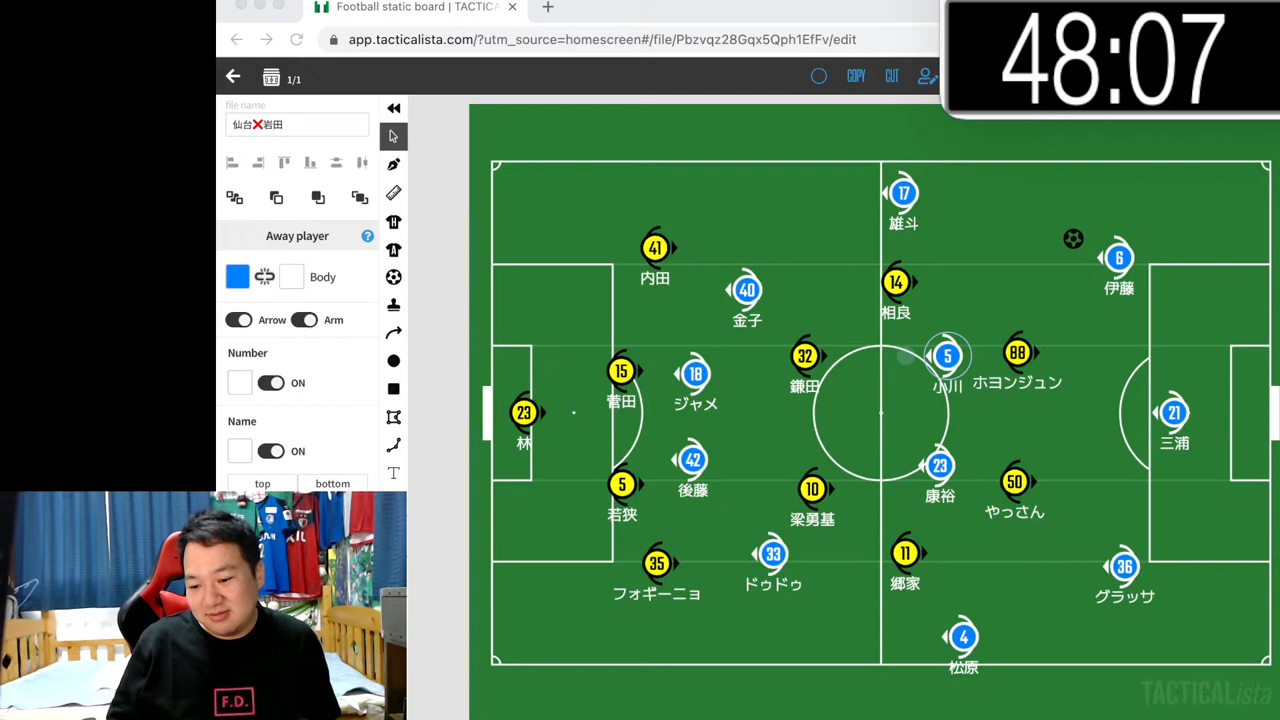 Football static board | TACTICA
48:07
app.tacticalista.com/?utm_source=homescreen#/file/Pbzvqz28Gqx5Qph1EfFv/edit
1/1
COPY
CUT
file name
仙台❌岩田
Away player
?
Body
Arrow
Arm
Number
ON
Name
ON
top
bottom
H
A
T
17
雄斗
41
内田
6
伊藤
40
金子
14
相良
32
鎌田
5
小川
88
ホヨンジュン
15
菅田
18
ジャメ
23
林
21
三浦
42
後藤
23
康裕
5
若狭
10
梁勇基
50
やっさん
35
フォギーニョ
33
ドゥドゥ
11
郷家
36
グラッサ
4
松原
TACTICALista
F.D.